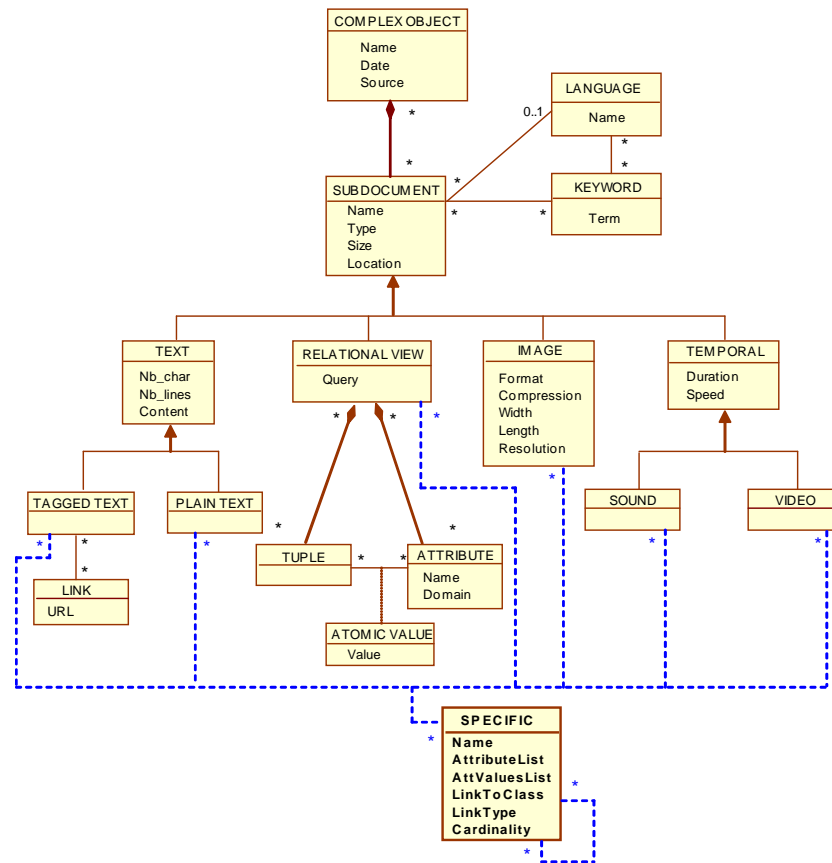 COMPLEX OBJECT
Name
Date
Source
*
*
LANGUAGE
Name
0..1
*
*
*
KEYWORD
Term
*
*
SUBDOCUMENT
Name
Type
Size
Location
TEXT
Nb_char
Nb_lines
Content
RELATIONAL VIEW
Query
IMAGE
Format
Compression
Width
Length
Resolution
TEMPORAL
Duration
Speed
* * *
*
TAGGED TEXT
PLAIN TEXT
SOUND
VIDEO
* *
*
* *
* *
*
LINK
URL
TUPLE
* *
ATTRIBUTE
Name
Domain
ATOMIC VALUE
Value
SPECIFIC
Name
AttributeList
AttValuesList
LinkToClass
LinkType
Cardinality
*
*
*